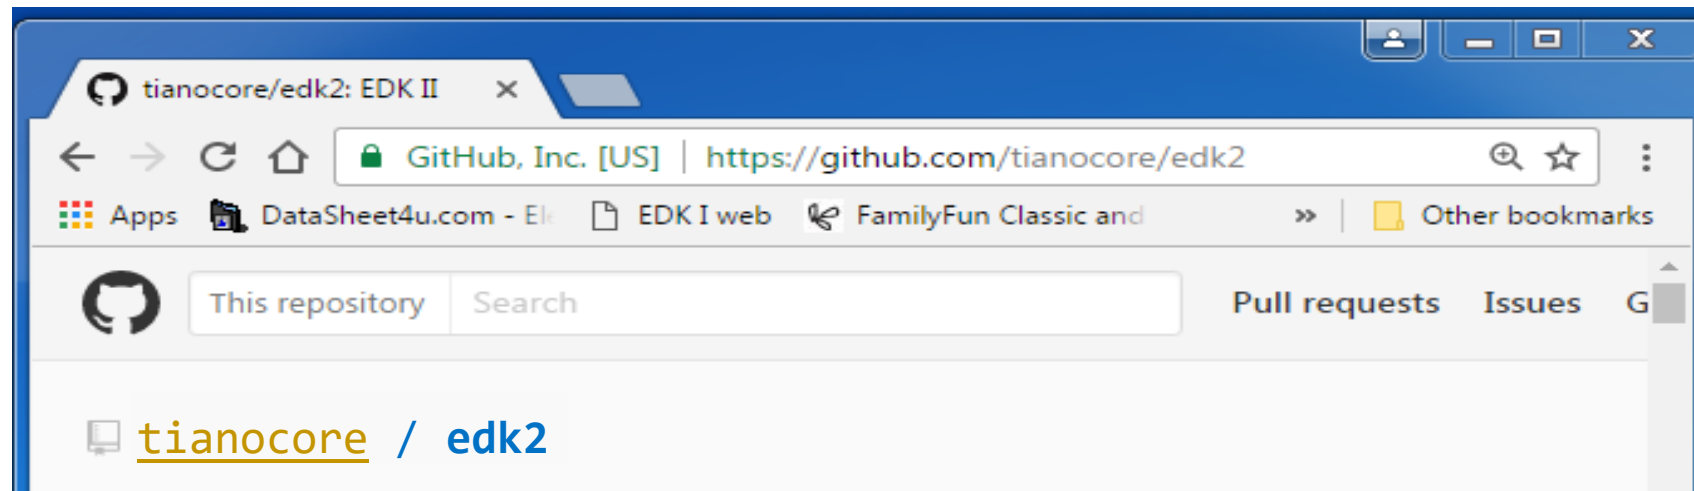 tianocore/edk2: EDK II
GitHub, Inc. [US] | https://github.com/tianocore/edk2
Apps DataSheet4u.com - Ele EDK I web FamilyFun Classic and » Other bookmarks
This repository Search Pull requests Issues G
tianocore / edk2